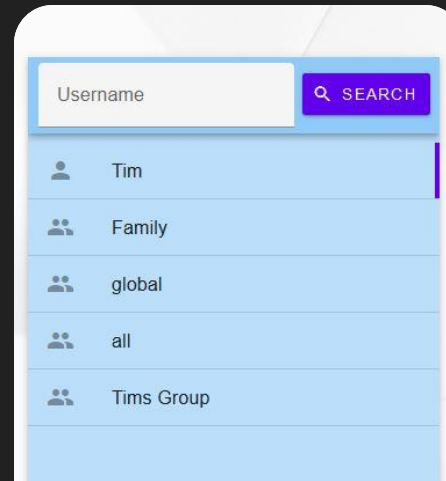 Username
SEARCH
Tim
Family
global
all
Tims Group